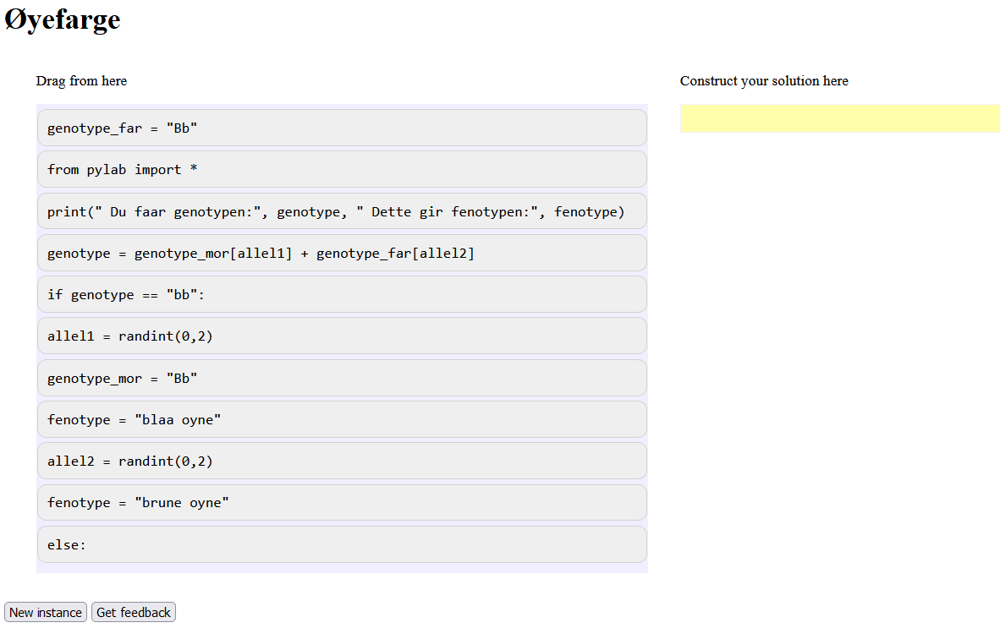 Øyefarge
Drag from here
Construct your solution here
genotype_far = "Bb"
from pylab import *
print(" Du faar genotypen:", genotype, " Dette gir fenotypen:", fenotype)
genotype = genotype_mor[allel1] + genotype_far[allel2]
if genotype == "bb":
allel1 = randint(0,2)
genotype_mor = "Bb"
fenotype = "blaa oyne"
allel2 = randint(0,2)
fenotype = "brune oyne"
else:
New instance
Get feedback